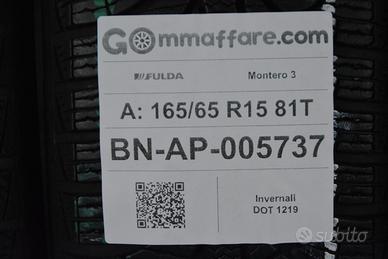 GOmmaffare.com
FULDA
Montero 3
A: 165/65 R15 81T
BN-AP-005737
Invernali
DOT 1219
subito